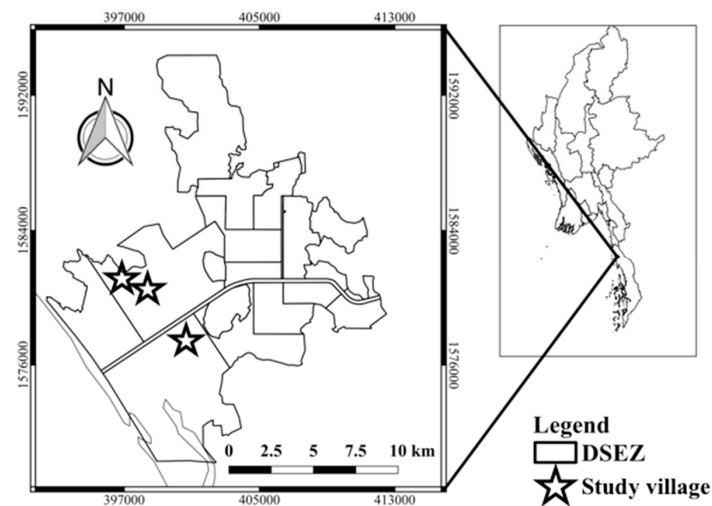 397000 405000 413000
1592000 1592000
N
1584000 1584000
1576000 1576000
0 2.5 5 7.5 10 km
397000 405000 413000
Legend
DSEZ
Study village